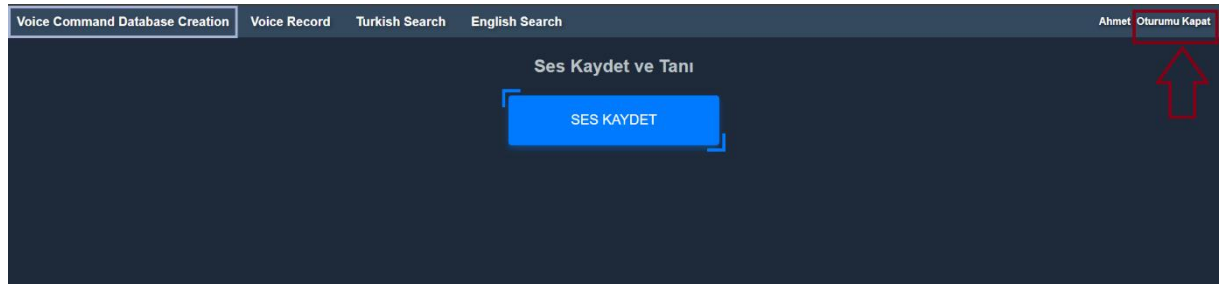 Voice Command Database Creation Voice Record Turkish Search English Search Ahmet Oturumu Kapat
Ses Kaydet ve Tanı
SES KAYDET